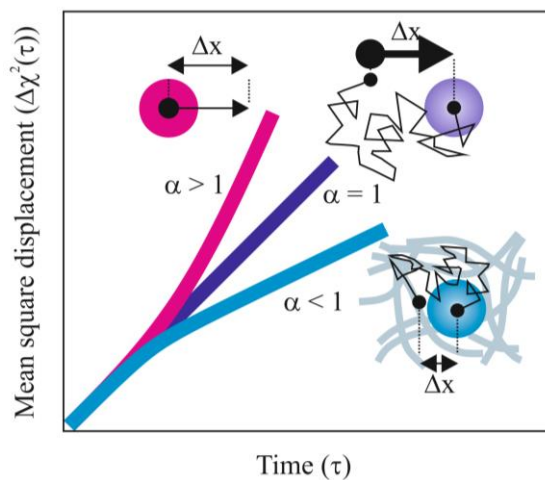 Mean square displacement (Δχ²(τ))
Δx
Δx
α > 1
α = 1
α < 1
Δx
Time (τ)